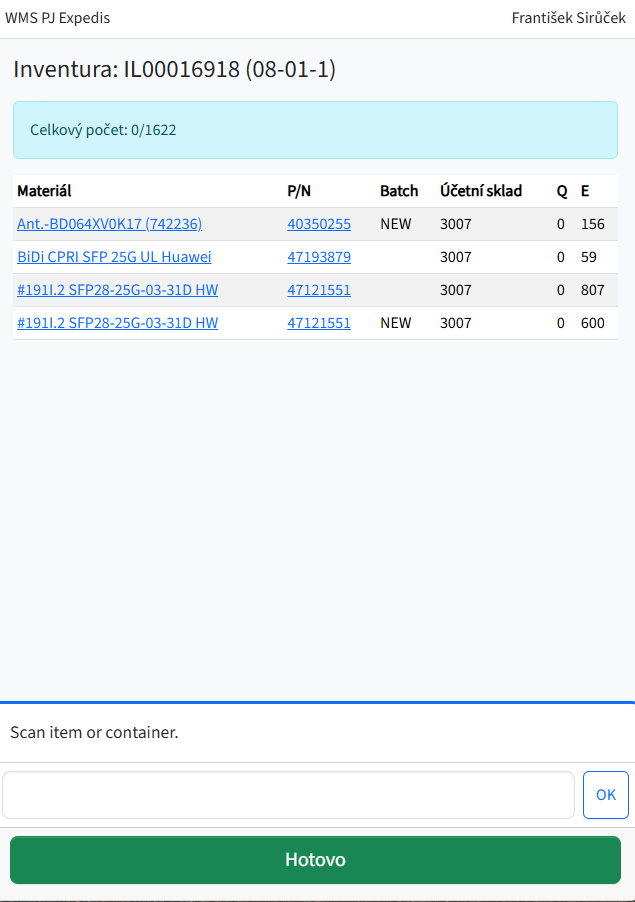 WMS PJ Expedis František Sirůček
Inventura: IL00016918 (08-01-1)
Celkový počet: 0/1622
Materiál P/N Batch Účetní sklad Q E
Ant.-BD064XV0K17 (742236) 40350255 NEW 3007 0 156
BiDi CPRI SFP 25G UL Huawei 47193879 3007 0 59
#191I.2 SFP28-25G-03-31D HW 47121551 3007 0 807
#191I.2 SFP28-25G-03-31D HW 47121551 NEW 3007 0 600
Scan item or container.
OK
Hotovo